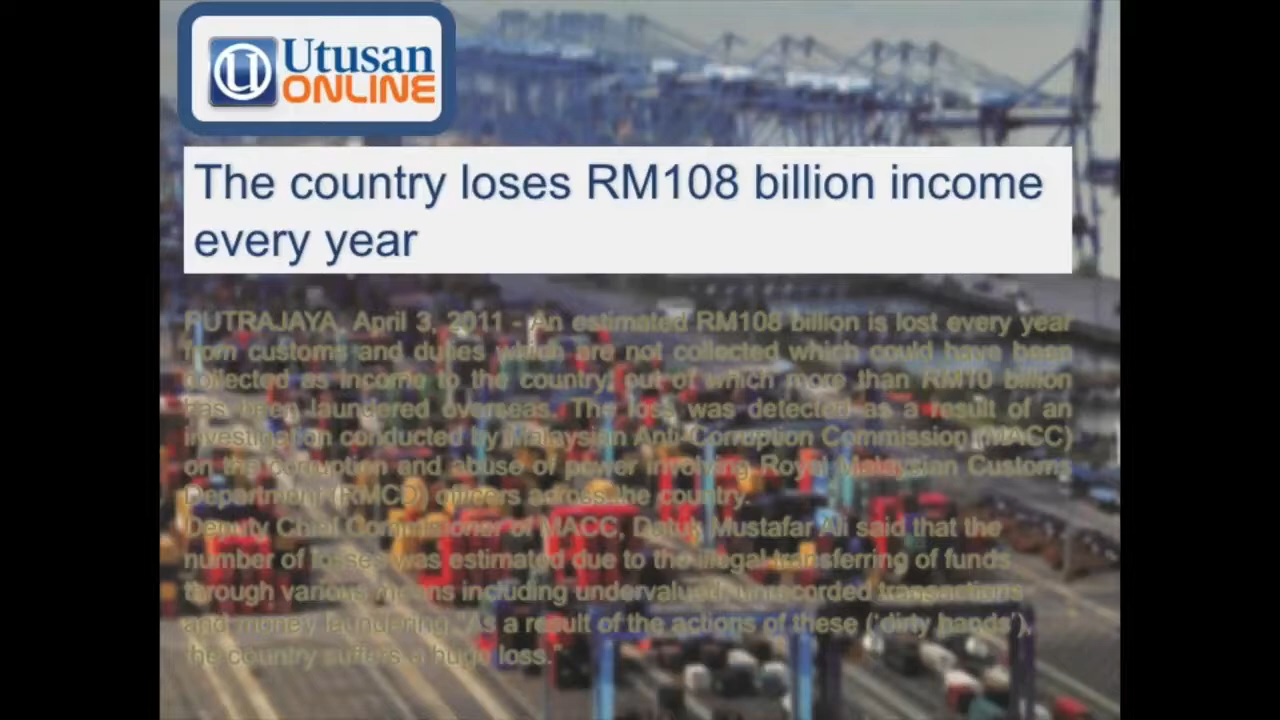 Utusan
ONLINE
The country loses RM108 billion income
every year
PUTRAJAYA, April 3, 2011 - An estimated RM108 billion is lost every year
from customs and duties which are not collected which could have been
collected as income to the country, out of which more than RM10 billion
has been laundered overseas. The loss was detected as a result of an
investigation conducted by Malaysian Anti-Corruption Commission (MACC)
on the corruption and abuse of power involving Royal Malaysian Customs
Department (RMCD) officers across the country.
Deputy Chief Commissioner of MACC, Datuk Mustafar Ali said that the
number of losses was estimated due to the illegal transferring of funds
through various means including undervalued, unrecorded transactions
and money laundering. "As a result of the actions of these ('dirty hands'),
the country suffers a huge loss."